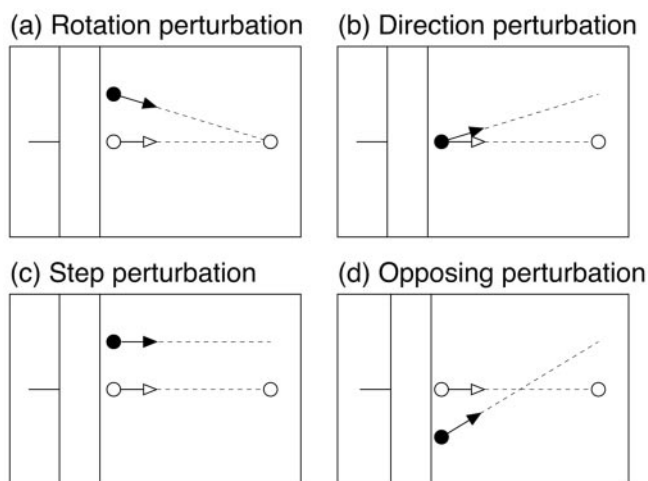 (a) Rotation perturbation
(b) Direction perturbation
(c) Step perturbation
(d) Opposing perturbation